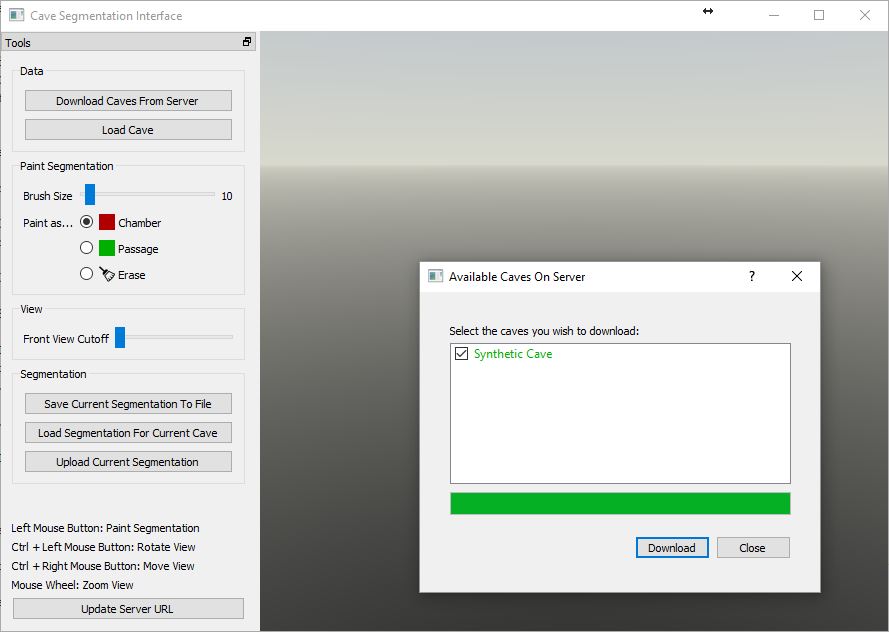 Cave Segmentation Interface
Tools
Data
Download Caves From Server
Load Cave
Paint Segmentation
Brush Size 10
Paint as... Chamber
Passage
Erase
View
Front View Cutoff
Segmentation
Save Current Segmentation To File
Load Segmentation For Current Cave
Upload Current Segmentation
Left Mouse Button: Paint Segmentation
Ctrl + Left Mouse Button: Rotate View
Ctrl + Right Mouse Button: Move View
Mouse Wheel: Zoom View
Update Server URL
Available Caves On Server ?
Select the caves you wish to download:
Synthetic Cave
Download Close